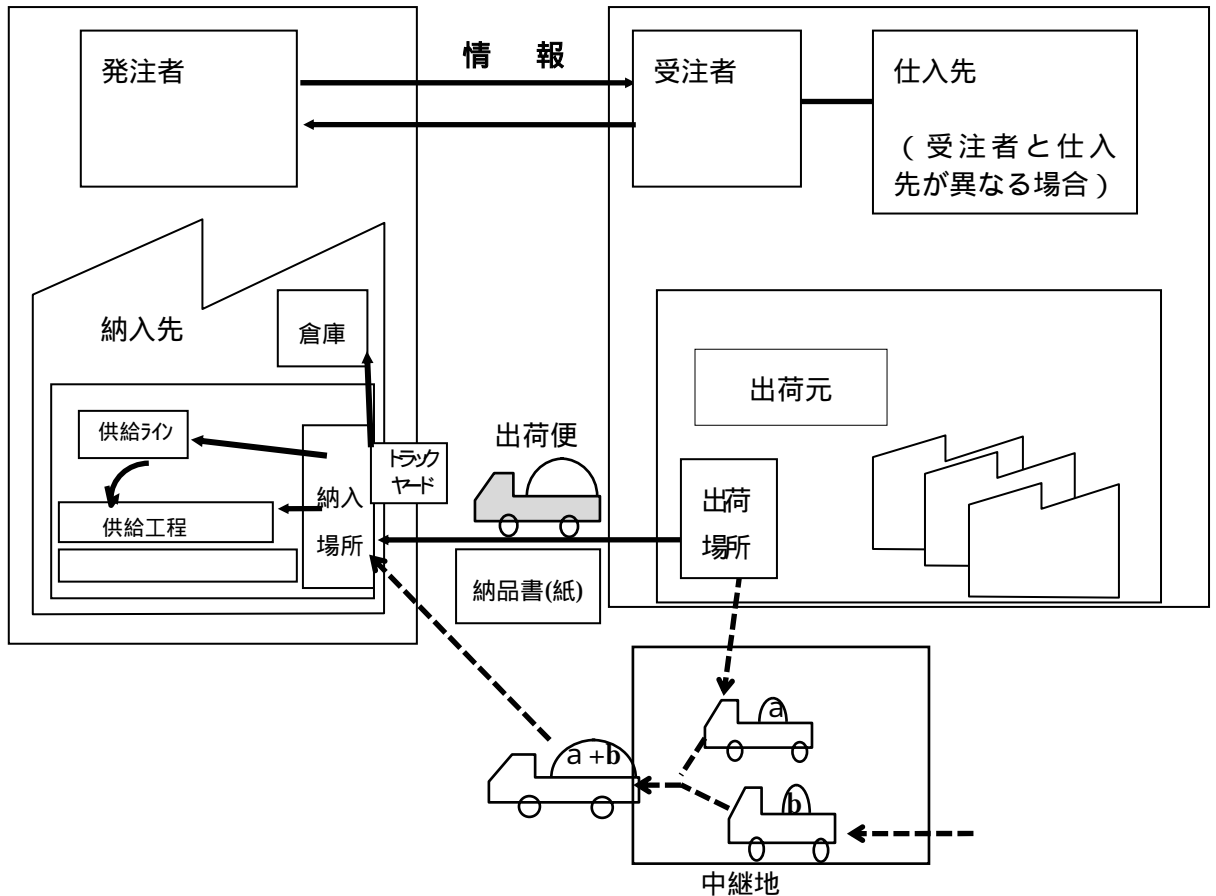 情 報
発注者
受注者
仕入先
(受注者と仕入
先が異なる場合)
納入先
倉庫
供給ライン
供給工程
納入
場所
トラック
ヤード
出荷便
納品書(紙)
出荷元
出荷
場所
a
a+b
b
中継地